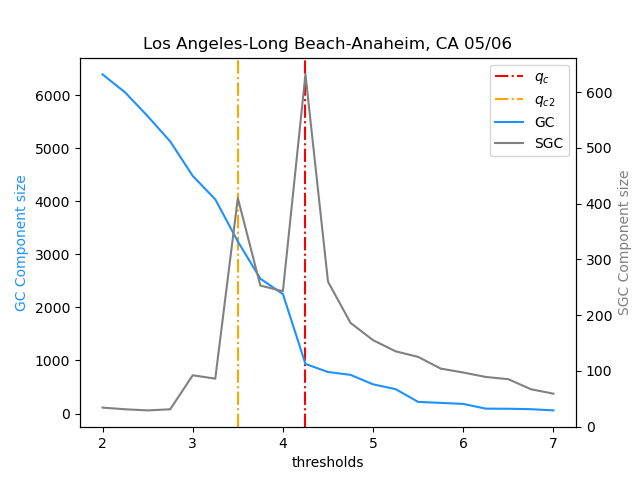 Los Angeles-Long Beach-Anaheim, CA 05/06
GC Component size
6000
5000
4000
3000
2000
1000
0
q_c
q_{c2}
GC
SGC
600
500
400
300
200
100
0
SGC Component size
2 3 4 5 6 7
thresholds